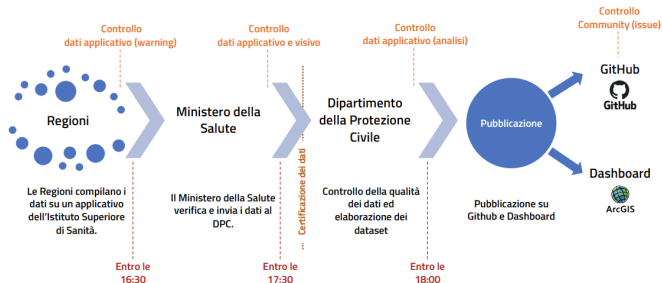 Controllo
dati applicativo (warning)
Controllo
dati applicativo e visivo
Controllo
dati applicativo (analisi)
Controllo
Community (issue)
Regioni
Ministero della
Salute
Certificazione dei dati
Dipartimento
della Protezione
Civile
Pubblicazione
GitHub
GitHub
Dashboard
ArcGIS
Le Regioni compilano i
dati su un applicativo
dell'Istituto Superiore
di Sanità.
Il Ministero della Salute
verifica e invia i dati al
DPC.
Controllo della qualità
dei dati ed
elaborazione dei
dataset
Pubblicazione su
Github e Dashboard
Entro le
16:30
Entro le
17:30
Entro le
18:00